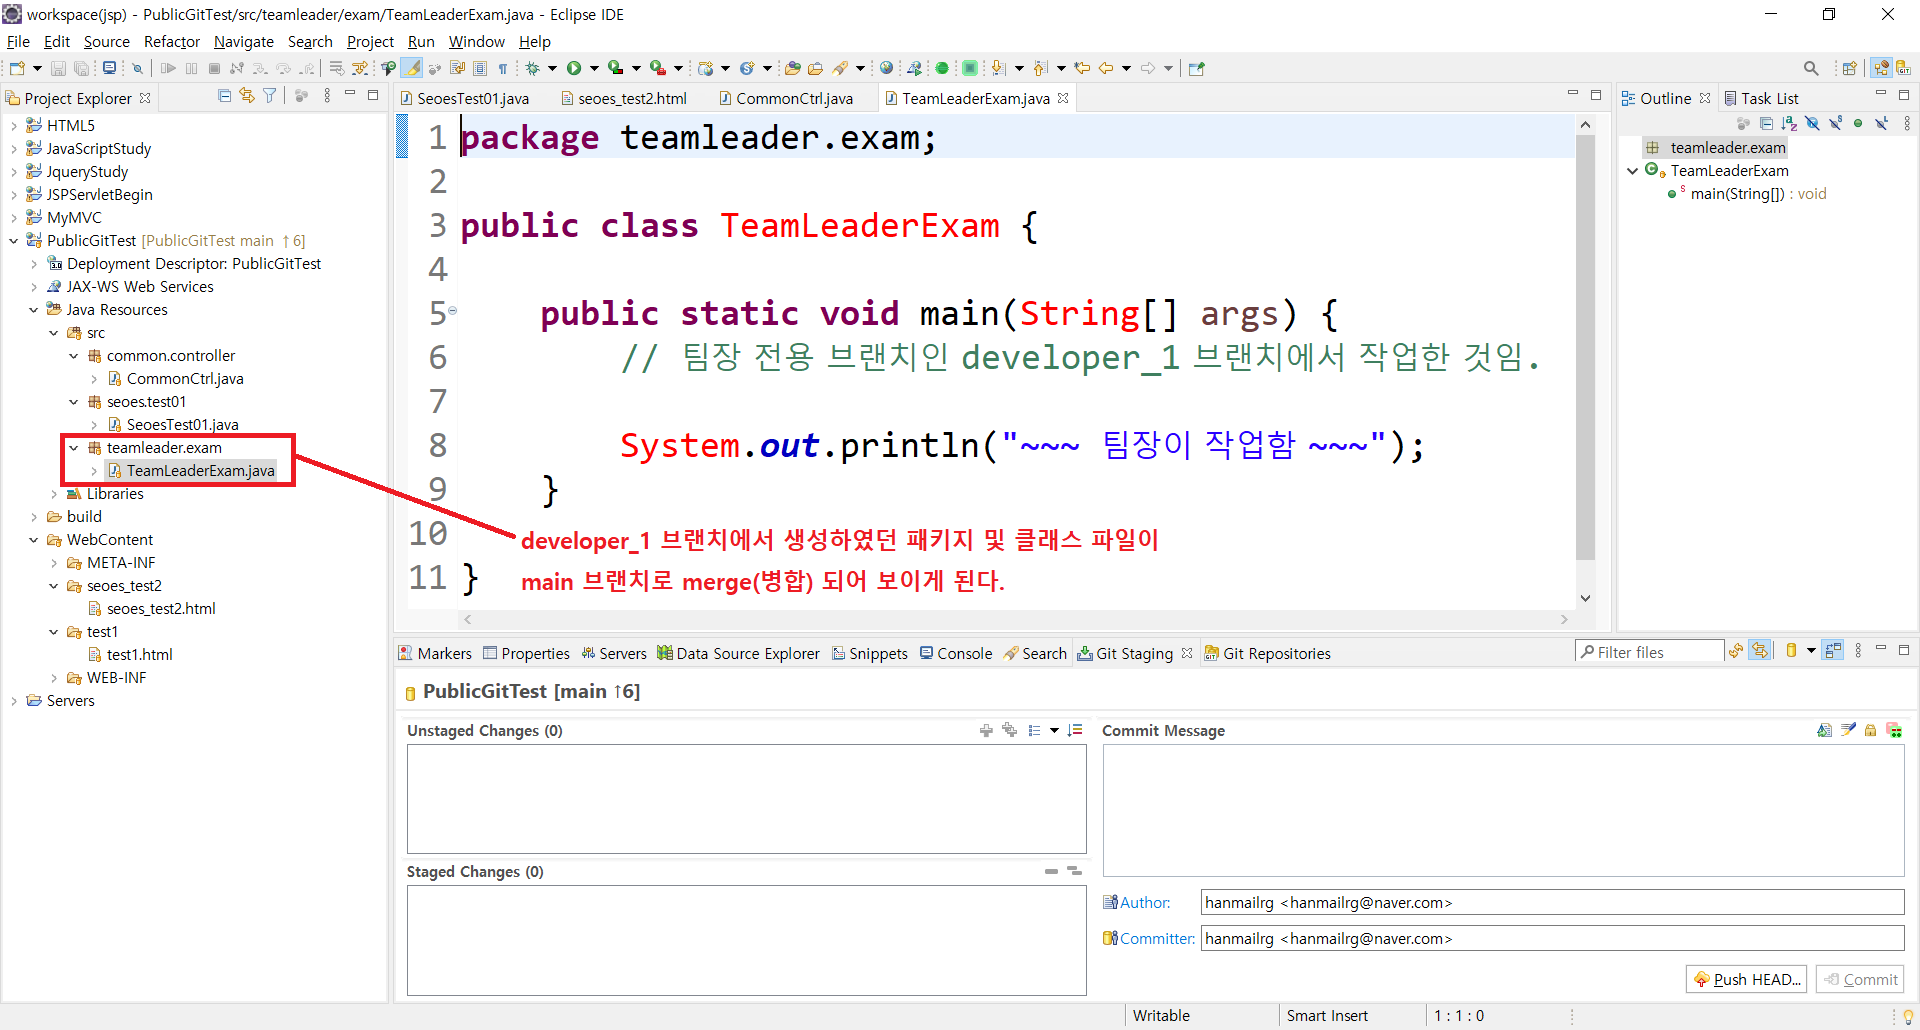 workspace(jsp) - PublicGitTest/src/teamleader/exam/TeamLeaderExam.java - Eclipse IDE
File Edit Source Refactor Navigate Search Project Run Window Help
Project Explorer
HTML5
JavaScriptStudy
JqueryStudy
JSPServletBegin
MyMVC
PublicGitTest [PublicGitTest main ↑6]
Deployment Descriptor: PublicGitTest
JAX-WS Web Services
Java Resources
src
common.controller
CommonCtrl.java
seoes.test01
SeoesTest01.java
teamleader.exam
TeamLeaderExam.java
Libraries
build
WebContent
META-INF
seoes_test2
seoes_test2.html
test1
test1.html
WEB-INF
Servers
SeoesTest01.java seoes_test2.html CommonCtrl.java TeamLeaderExam.java
1 package teamleader.exam;
2
3 public class TeamLeaderExam {
4
5 public static void main(String[] args) {
6 // 팀장 전용 브랜치인 developer_1 브랜치에서 작업한 것임.
7
8 System.out.println("~~~ 팀장이 작업함 ~~~");
9 }
10
developer_1 브랜치에서 생성하였던 패키지 및 클래스 파일이
11 }
main 브랜치로 merge(병합) 되어 보이게 된다.
Outline Task List
teamleader.exam
TeamLeaderExam
main(String[]) : void
Markers Properties Servers Data Source Explorer Snippets Console Search Git Staging Git Repositories
Filter files
PublicGitTest [main ↑6]
Unstaged Changes (0)
Staged Changes (0)
Commit Message
Author: hanmailrg <hanmailrg@naver.com>
Committer: hanmailrg <hanmailrg@naver.com>
Push HEAD... Commit
Writable Smart Insert 1 : 1 : 0